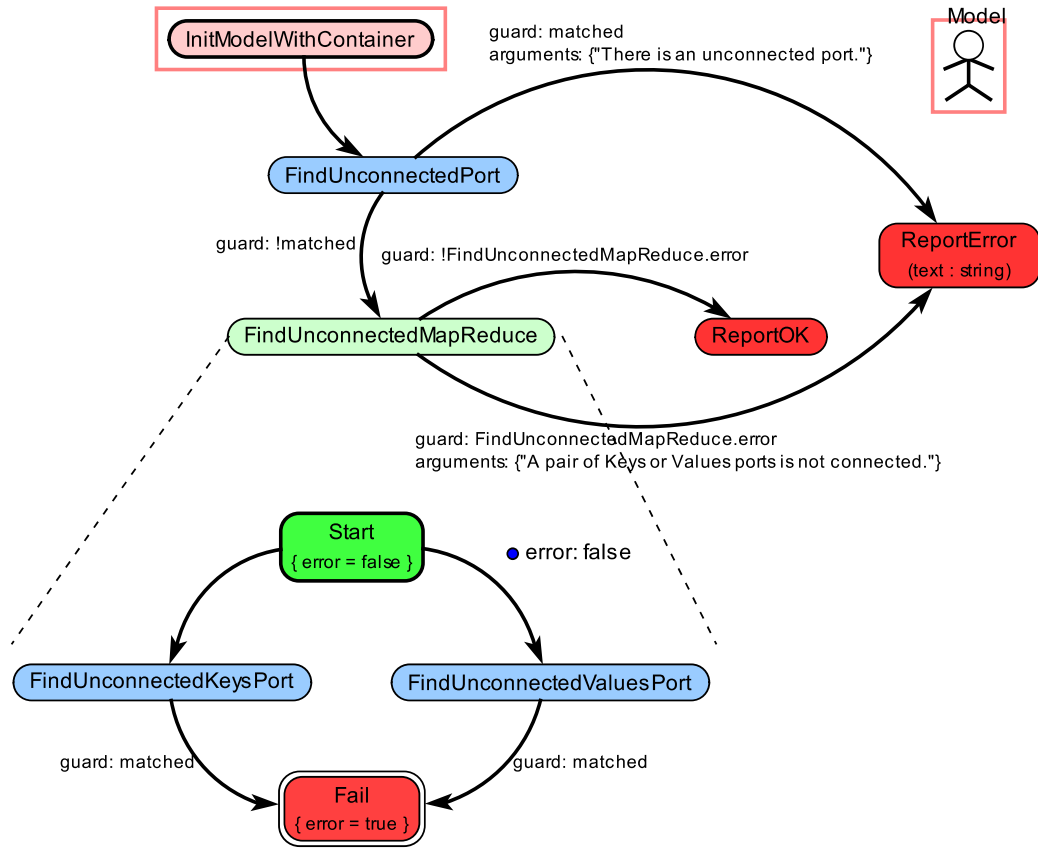 Model
InitModelWithContainer
guard: matched
arguments: {"There is an unconnected port."}
FindUnconnectedPort
guard: !matched
guard: !FindUnconnectedMapReduce.error
ReportError
(text : string)
FindUnconnectedMapReduce
ReportOK
guard: FindUnconnectedMapReduce.error
arguments: {"A pair of Keys or Values ports is not connected."}
Start
{ error = false }
error: false
FindUnconnectedKeysPort
FindUnconnectedValuesPort
guard: matched
guard: matched
Fail
{ error = true }